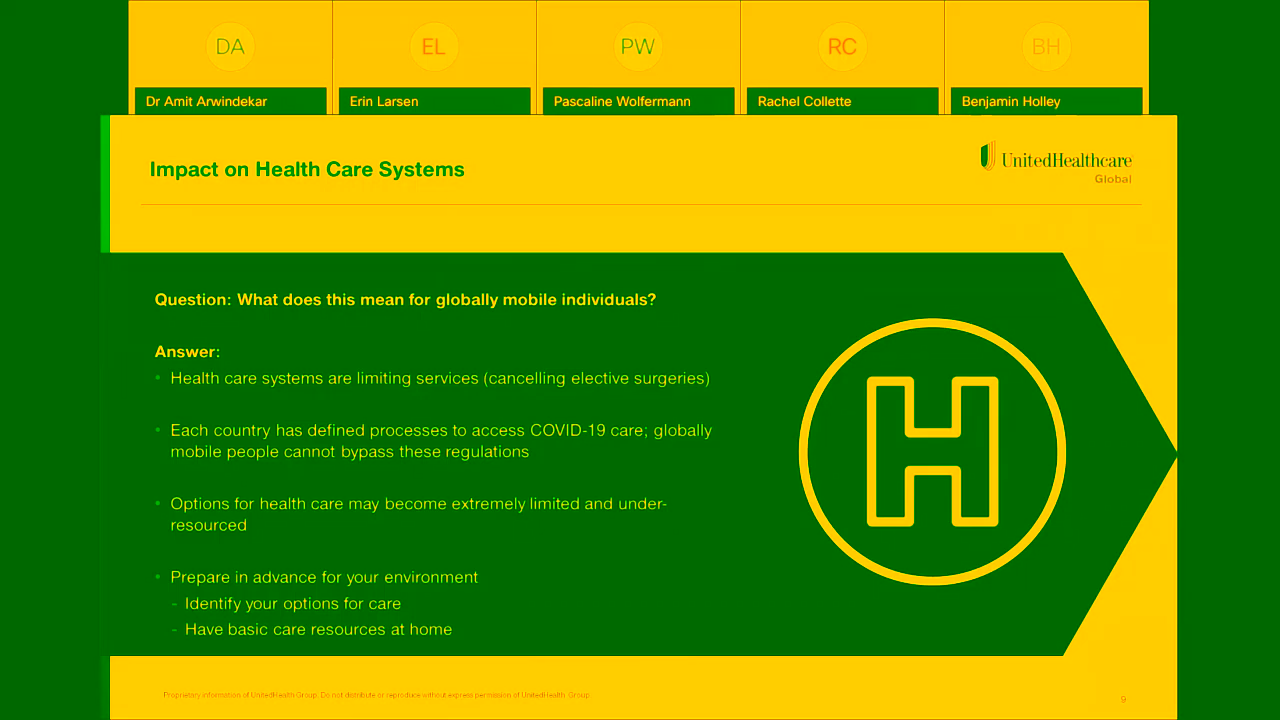 DA EL PW RC BH
Dr Amit Arwindekar Erin Larsen Pascaline Wolfermann Rachel Collette Benjamin Holley
Impact on Health Care Systems
UnitedHealthcare
Global
Question: What does this mean for globally mobile individuals?
Answer:
• Health care systems are limiting services (cancelling elective surgeries)
• Each country has defined processes to access COVID-19 care; globally
mobile people cannot bypass these regulations
• Options for health care may become extremely limited and under-
resourced
• Prepare in advance for your environment
- Identify your options for care
- Have basic care resources at home
H
Proprietary information of UnitedHealth Group. Do not distribute or reproduce without express permission of UnitedHealth Group.
9